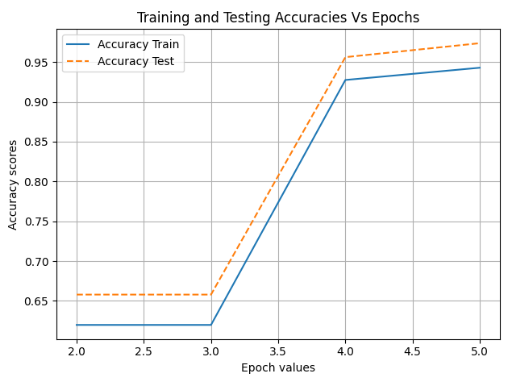 Training and Testing Accuracies Vs Epochs
Accuracy Train
Accuracy Test
Accuracy scores
0.95
0.90
0.85
0.80
0.75
0.70
0.65
2.0 2.5 3.0 3.5 4.0 4.5 5.0
Epoch values